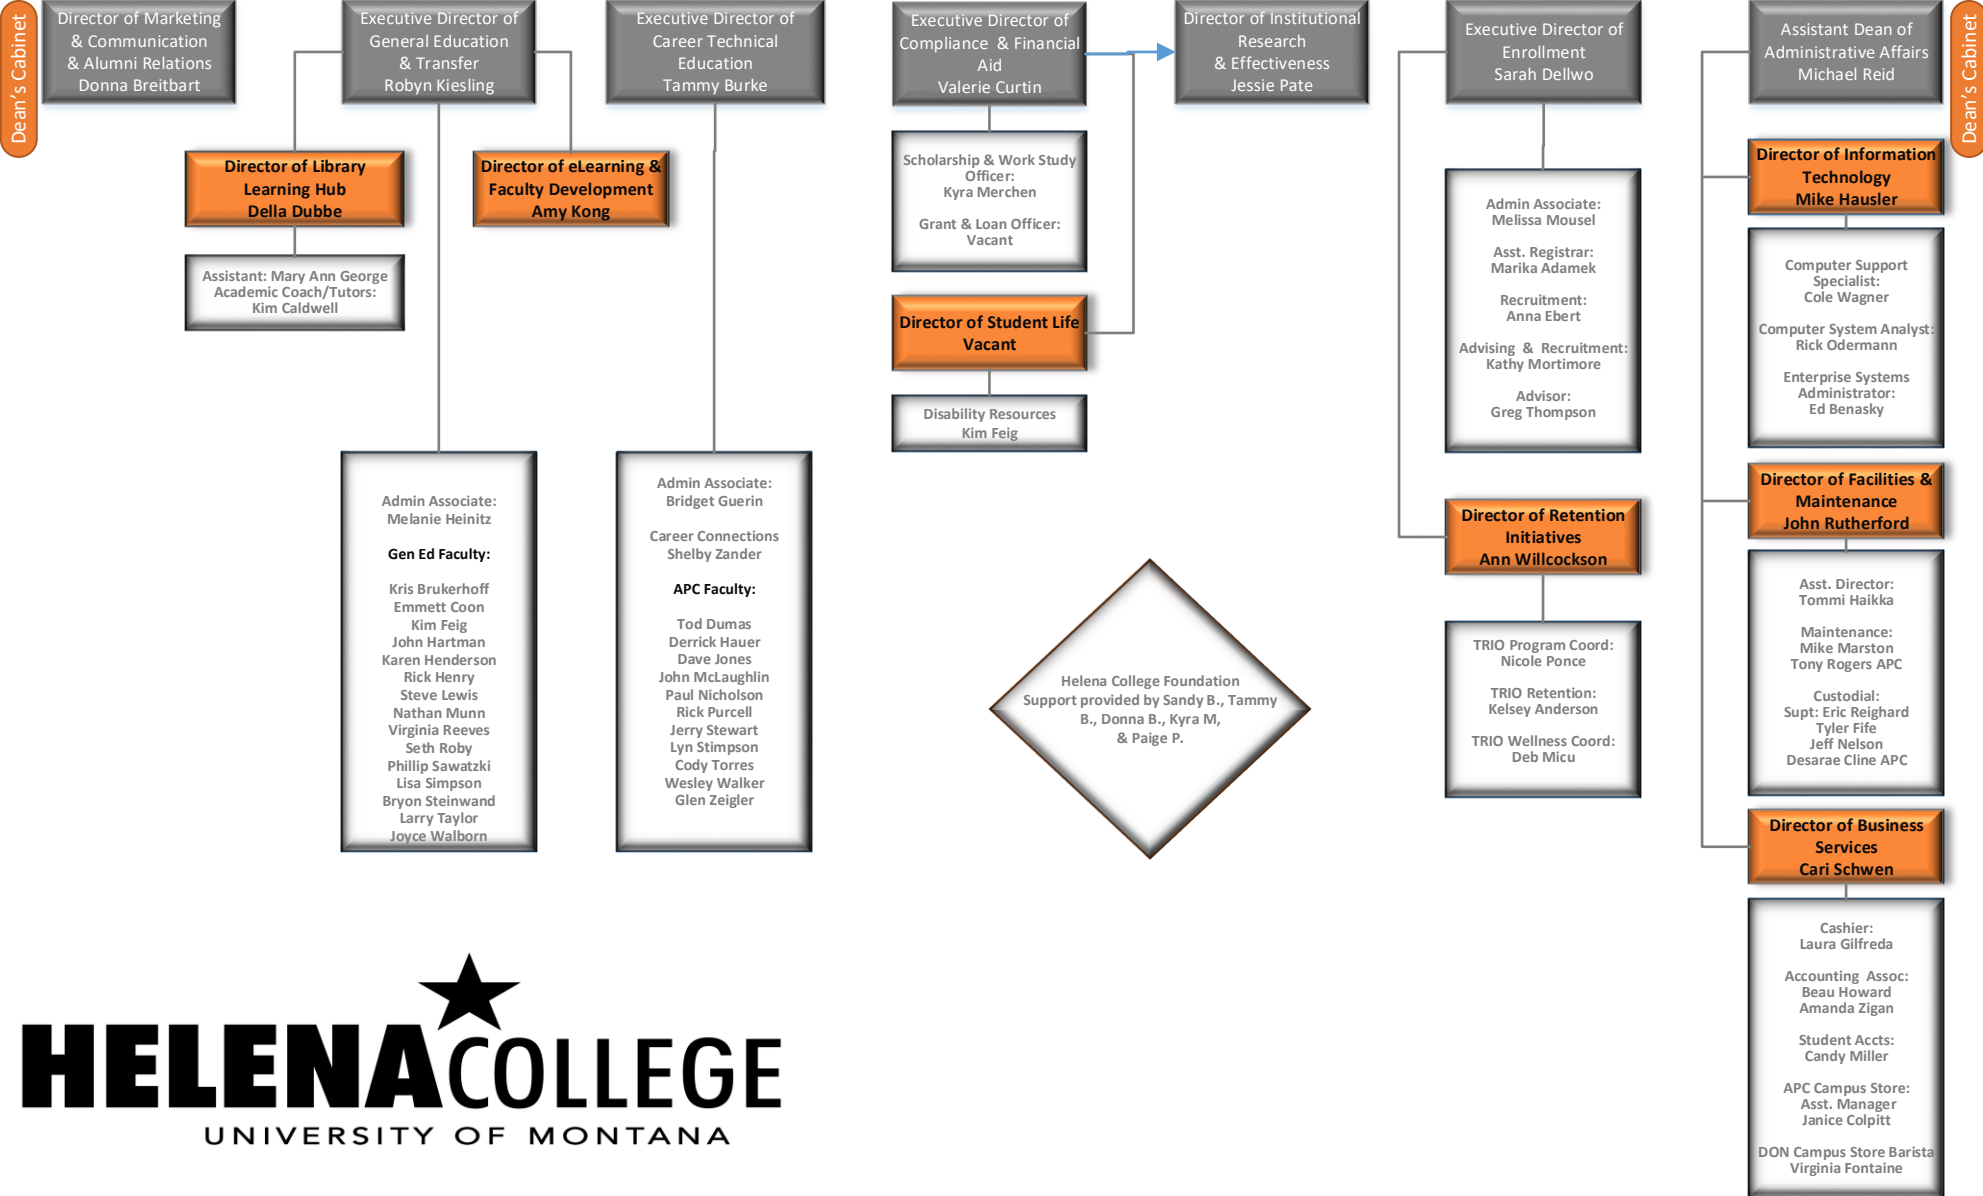 Dean's Cabinet
Director of Marketing
& Communication
& Alumni Relations
Donna Breitbart
Executive Director of
General Education
& Transfer
Robyn Kiesling
Executive Director of
Career Technical
Education
Tammy Burke
Executive Director of
Compliance & Financial
Aid
Valerie Curtin
Director of Institutional
Research
& Effectiveness
Jessie Pate
Executive Director of
Enrollment
Sarah Dellwo
Assistant Dean of
Administrative Affairs
Michael Reid
Dean's Cabinet
Director of Library
Learning Hub
Della Dubbe
Assistant: Mary Ann George
Academic Coach/Tutors:
Kim Caldwell
Director of eLearning &
Faculty Development
Amy Kong
Admin Associate:
Melanie Heinitz
Gen Ed Faculty:
Kris Brukerhoff
Emmett Coon
Kim Feig
John Hartman
Karen Henderson
Rick Henry
Steve Lewis
Nathan Munn
Virginia Reeves
Seth Roby
Phillip Sawatzki
Lisa Simpson
Bryon Steinwand
Larry Taylor
Joyce Walborn
Admin Associate:
Bridget Guerin
Career Connections
Shelby Zander
APC Faculty:
Tod Dumas
Derrick Hauer
Dave Jones
John McLaughlin
Paul Nicholson
Rick Purcell
Jerry Stewart
Lyn Stimpson
Cody Torres
Wesley Walker
Glen Zeigler
Scholarship & Work Study
Officer:
Kyra Merchen
Grant & Loan Officer:
Vacant
Director of Student Life
Vacant
Disability Resources
Kim Feig
Helena College Foundation
Support provided by Sandy B., Tammy
B., Donna B., Kyra M,
& Paige P.
Admin Associate:
Melissa Mousel
Asst. Registrar:
Marika Adamek
Recruitment:
Anna Ebert
Advising & Recruitment:
Kathy Mortimore
Advisor:
Greg Thompson
Director of Retention
Initiatives
Ann Willcockson
TRIO Program Coord:
Nicole Ponce
TRIO Retention:
Kelsey Anderson
TRIO Wellness Coord:
Deb Micu
Director of Information
Technology
Mike Hausler
Computer Support
Specialist:
Cole Wagner
Computer System Analyst:
Rick Odermann
Enterprise Systems
Administrator:
Ed Benasky
Director of Facilities &
Maintenance
John Rutherford
Asst. Director:
Tommi Haikka
Maintenance:
Mike Marston
Tony Rogers APC
Custodial:
Supt: Eric Reighard
Tyler Fife
Jeff Nelson
Desarae Cline APC
Director of Business
Services
Cari Schwen
Cashier:
Laura Gilfreda
Accounting Assoc:
Beau Howard
Amanda Zigan
Student Accts:
Candy Miller
APC Campus Store:
Asst. Manager
Janice Colpitt
DON Campus Store Barista
Virginia Fontaine
HELENA COLLEGE
UNIVERSITY OF MONTANA